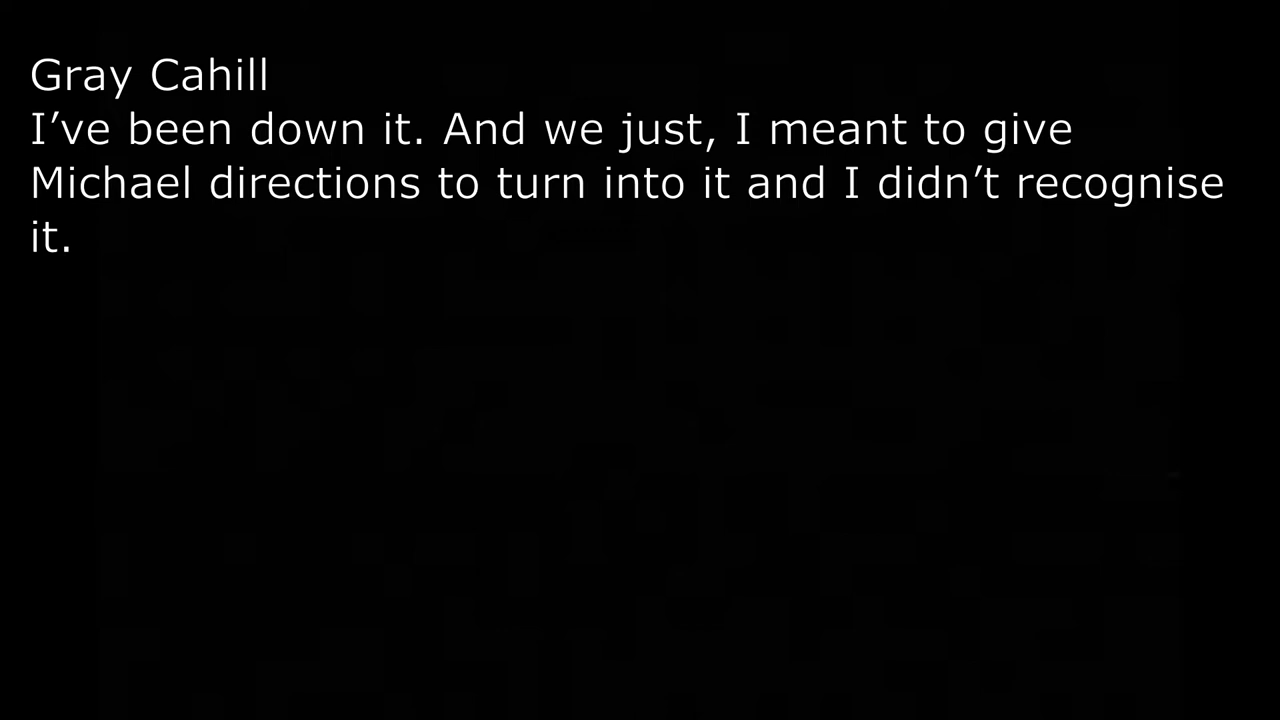 Gray Cahill
I’ve been down it. And we just, I meant to give
Michael directions to turn into it and I didn’t recognise
it.